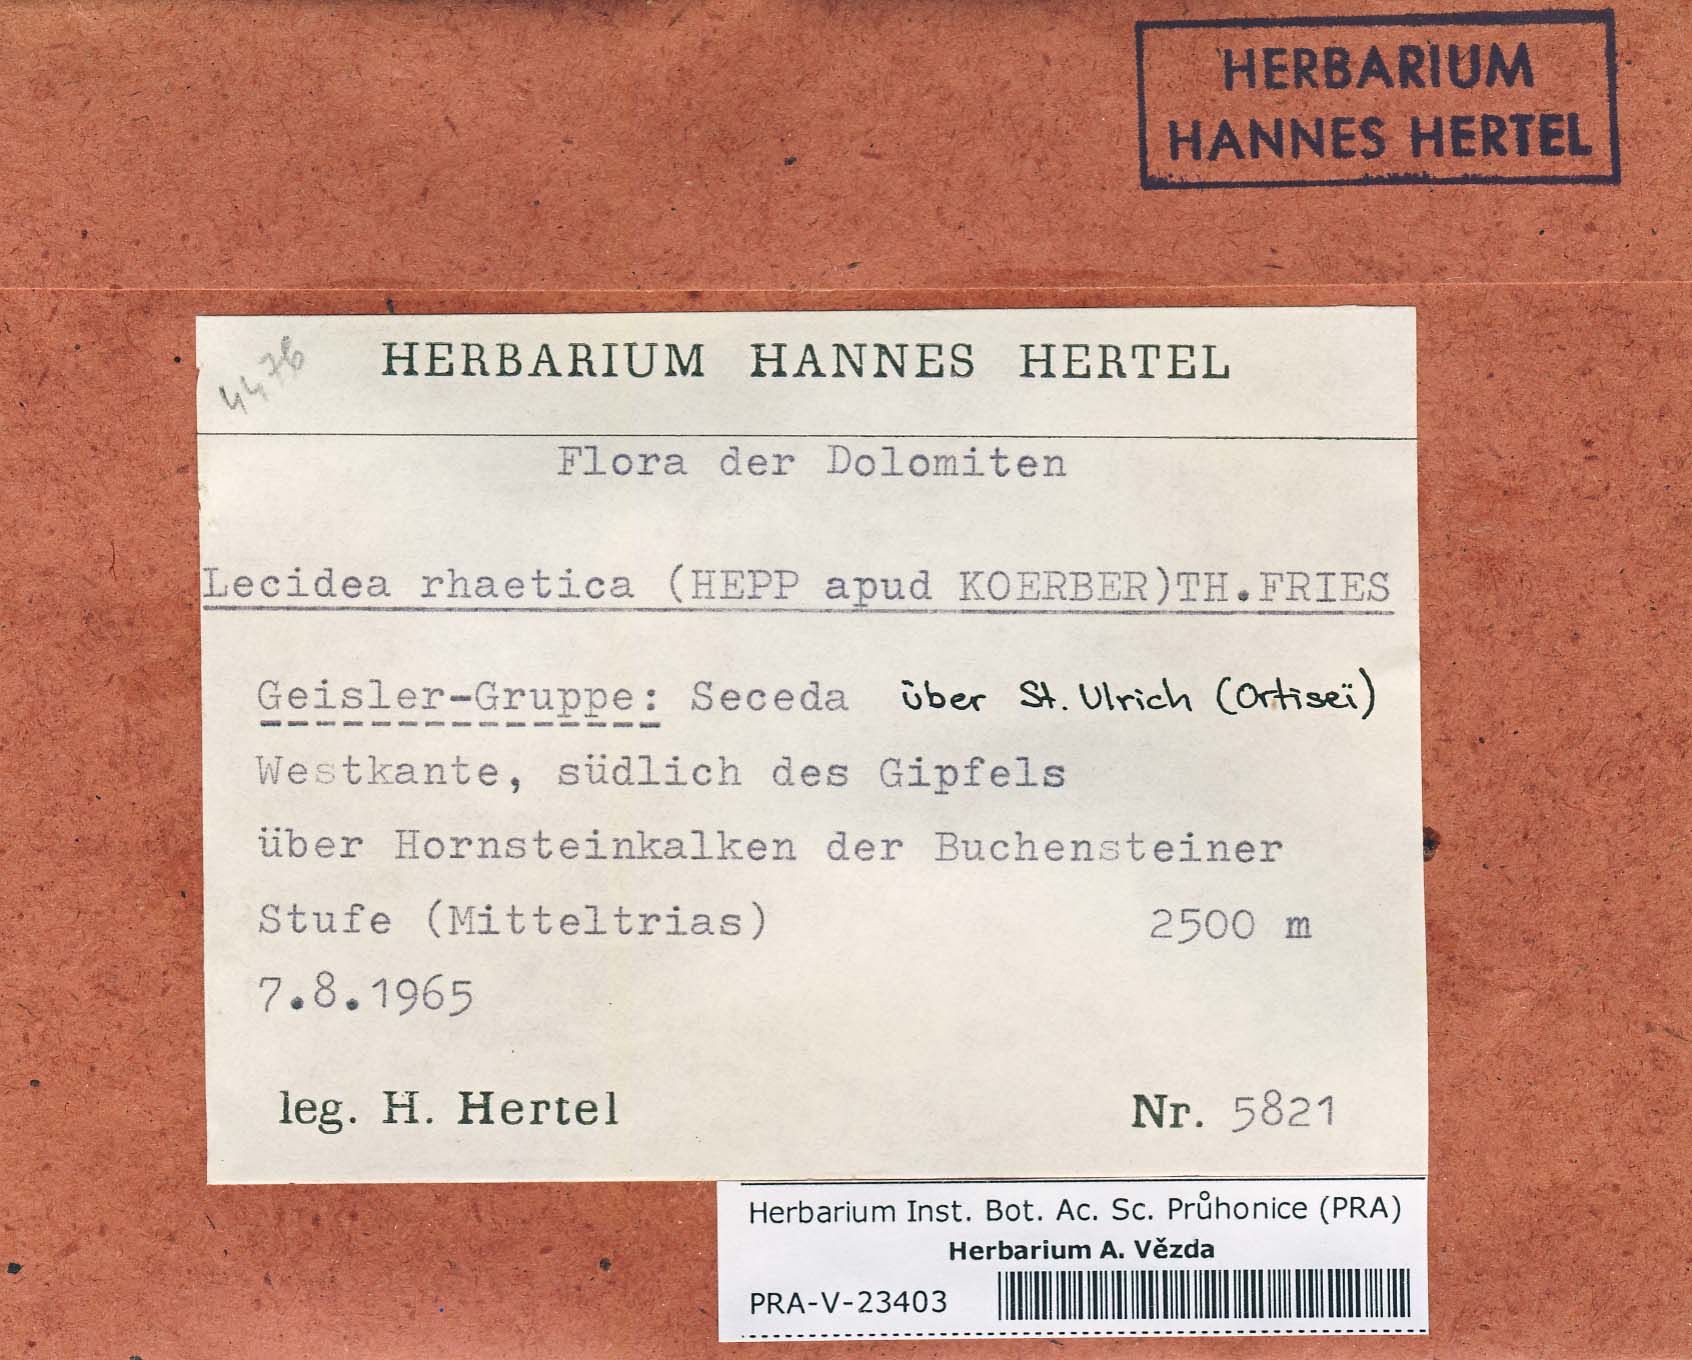 HERBARIUM
HANNES HERTEL
4476
HERBARIUM HANNES HERTEL
Flora der Dolomiten
Lecidea rhaetica (HEPP apud KOERBER)TH.FRIES
Geisler-Gruppe: Seceda über St. Ulrich (Ortiseï)
Westkante, südlich des Gipfels
über Hornsteinkalken der Buchensteiner
Stufe (Mitteltrias) 2500 m
7.8.1965
leg. H. Hertel Nr. 5821
Herbarium Inst. Bot. Ac. Sc. Průhonice (PRA)
Herbarium A. Vězda
PRA-V-23403